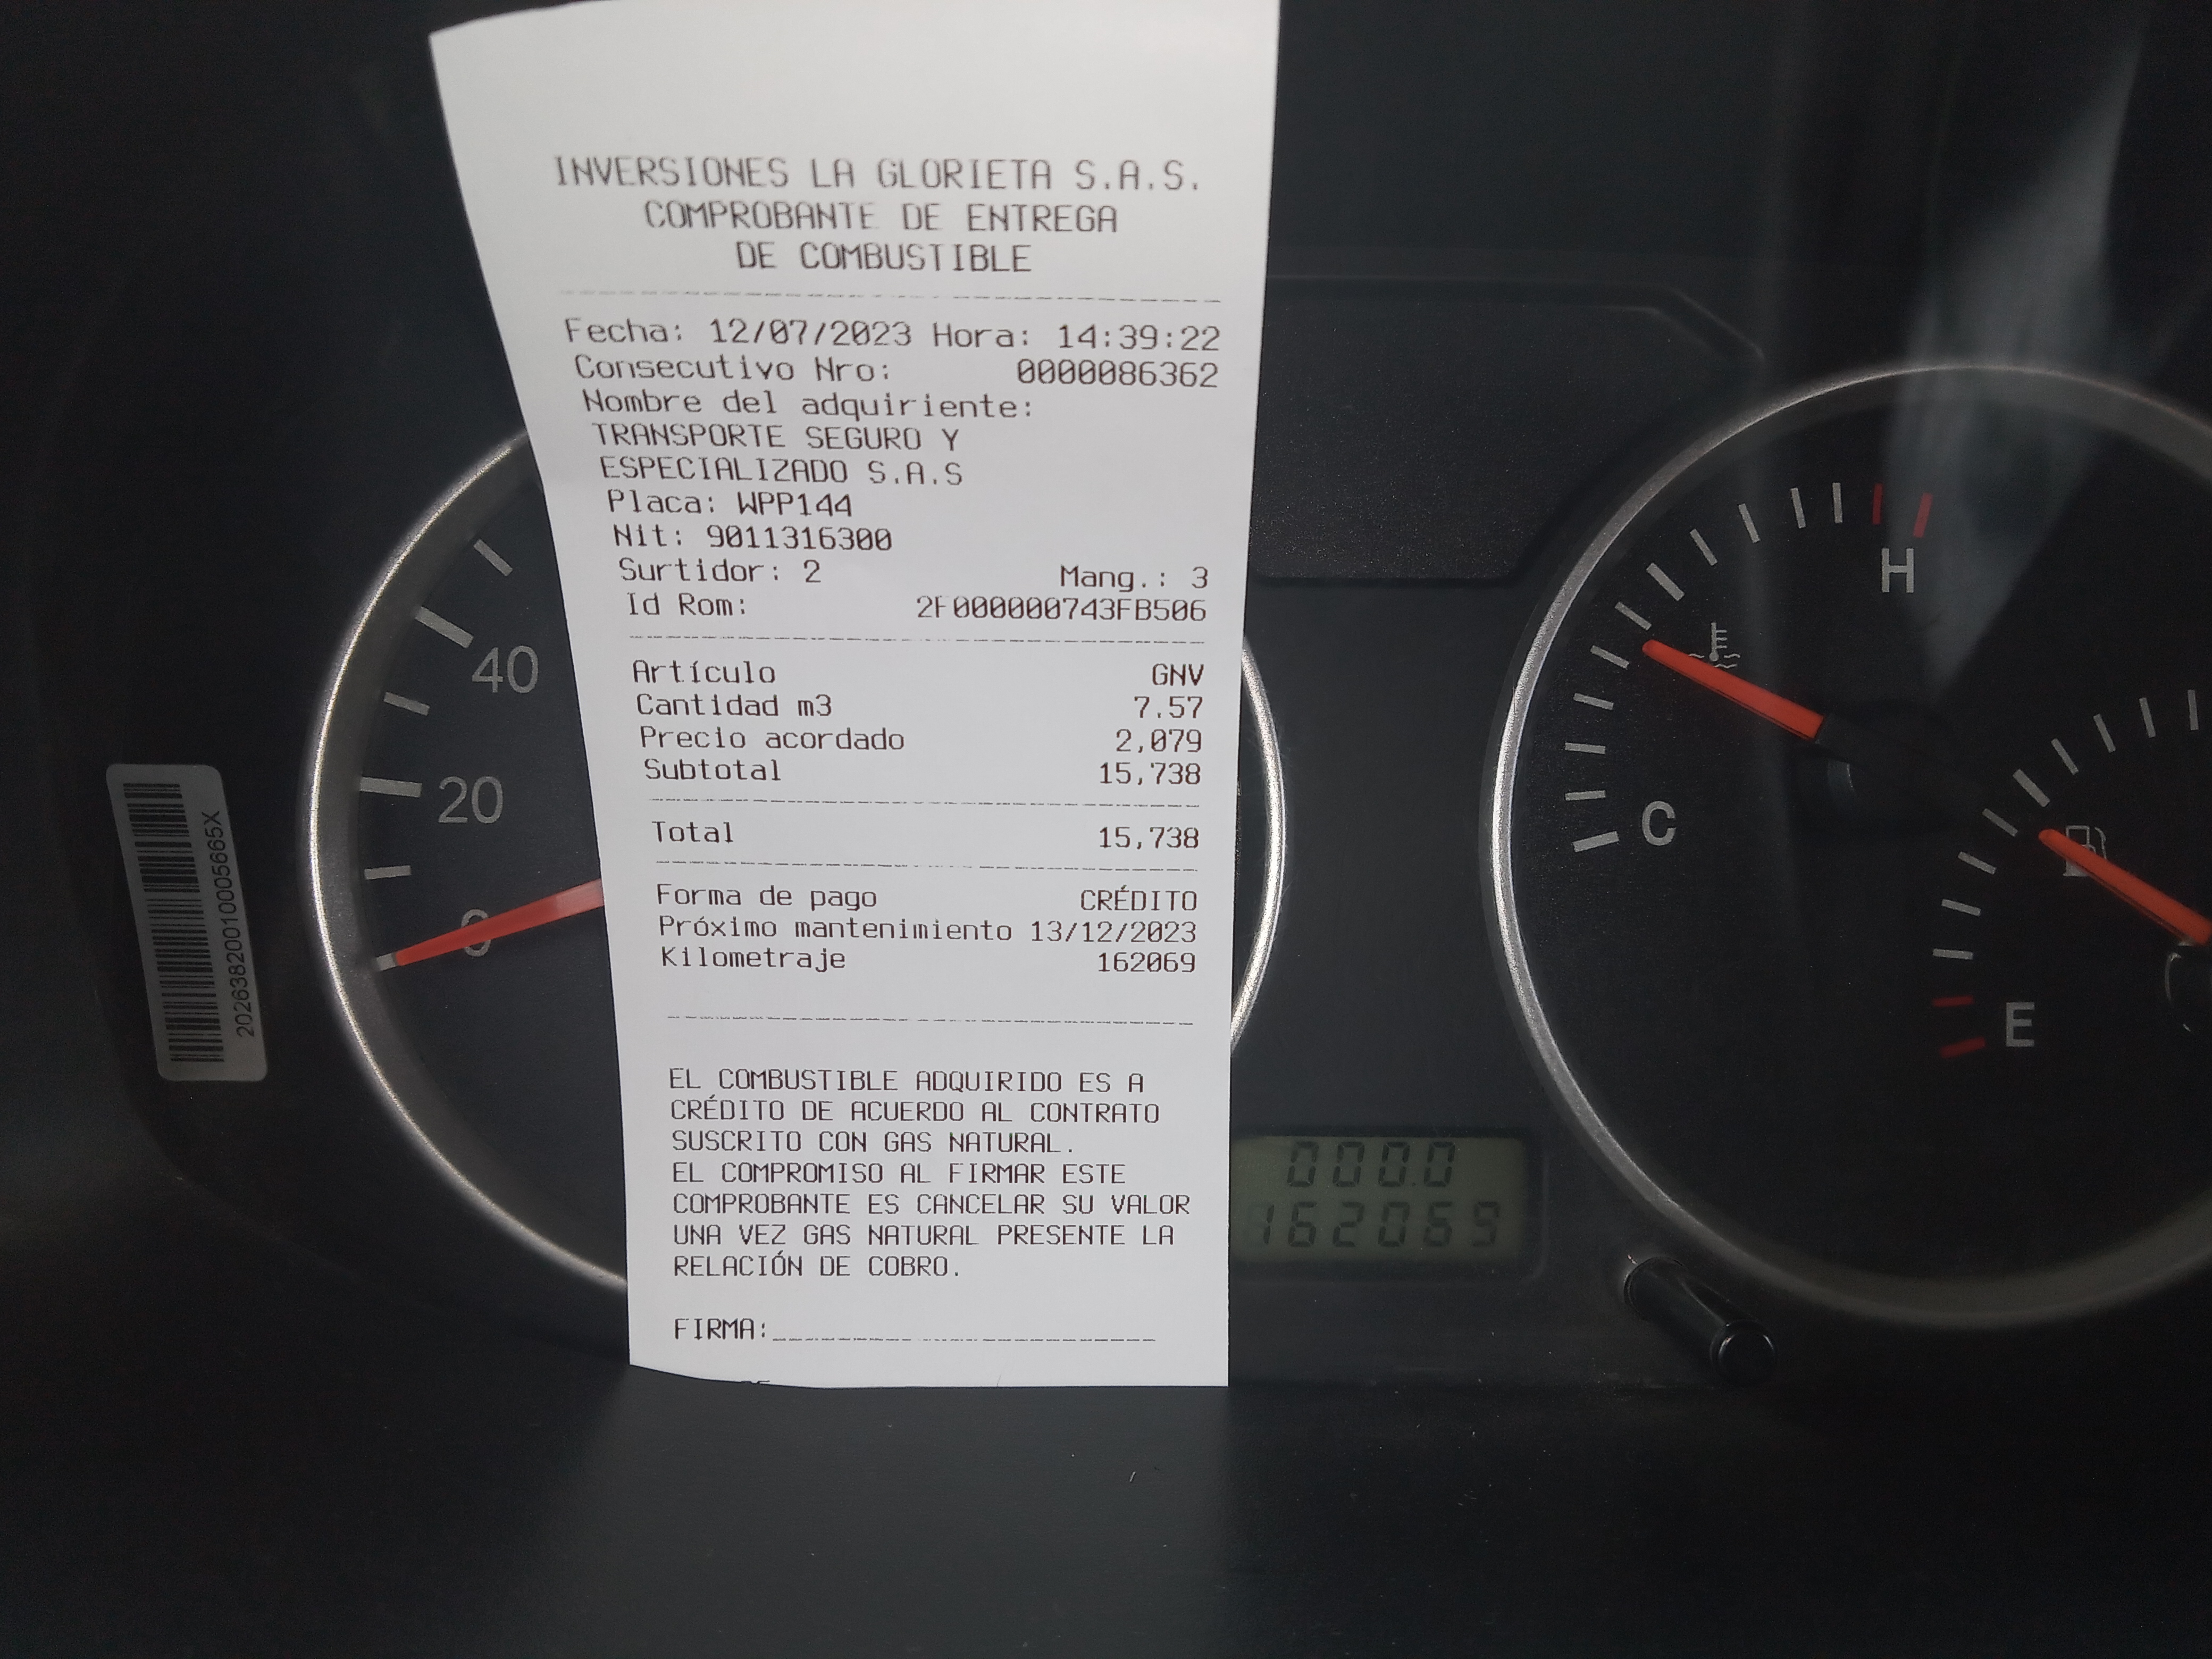 INVERSIONES LA GLORIETA S.A.S.
COMPROBANTE DE ENTREGA
DE COMBUSTIBLE
Fecha: 12/07/2023 Hora: 14:39:22
Consecutivo Nro: 0000086362
Nombre del adquiriente:
TRANSPORTE SEGURO Y
ESPECIALIZADO S.A.S
Placa: WPP144
Nit: 9011316300
Surtidor: 2 Mang.: 3
Id Rom: 2F000000743FB506
Artículo GNV
Cantidad m3 7.57
Precio acordado 2,079
Subtotal 15,738
Total 15,738
Forma de pago CRÉDITO
Próximo mantenimiento 13/12/2023
Kilometraje 162069
EL COMBUSTIBLE ADQUIRIDO ES A
CRÉDITO DE ACUERDO AL CONTRATO
SUSCRITO CON GAS NATURAL.
EL COMPROMISO AL FIRMAR ESTE
COMPROBANTE ES CANCELAR SU VALOR
UNA VEZ GAS NATURAL PRESENTE LA
RELACIÓN DE COBRO.
FIRMA:
40
20
0
H
C
E
000.0
162069